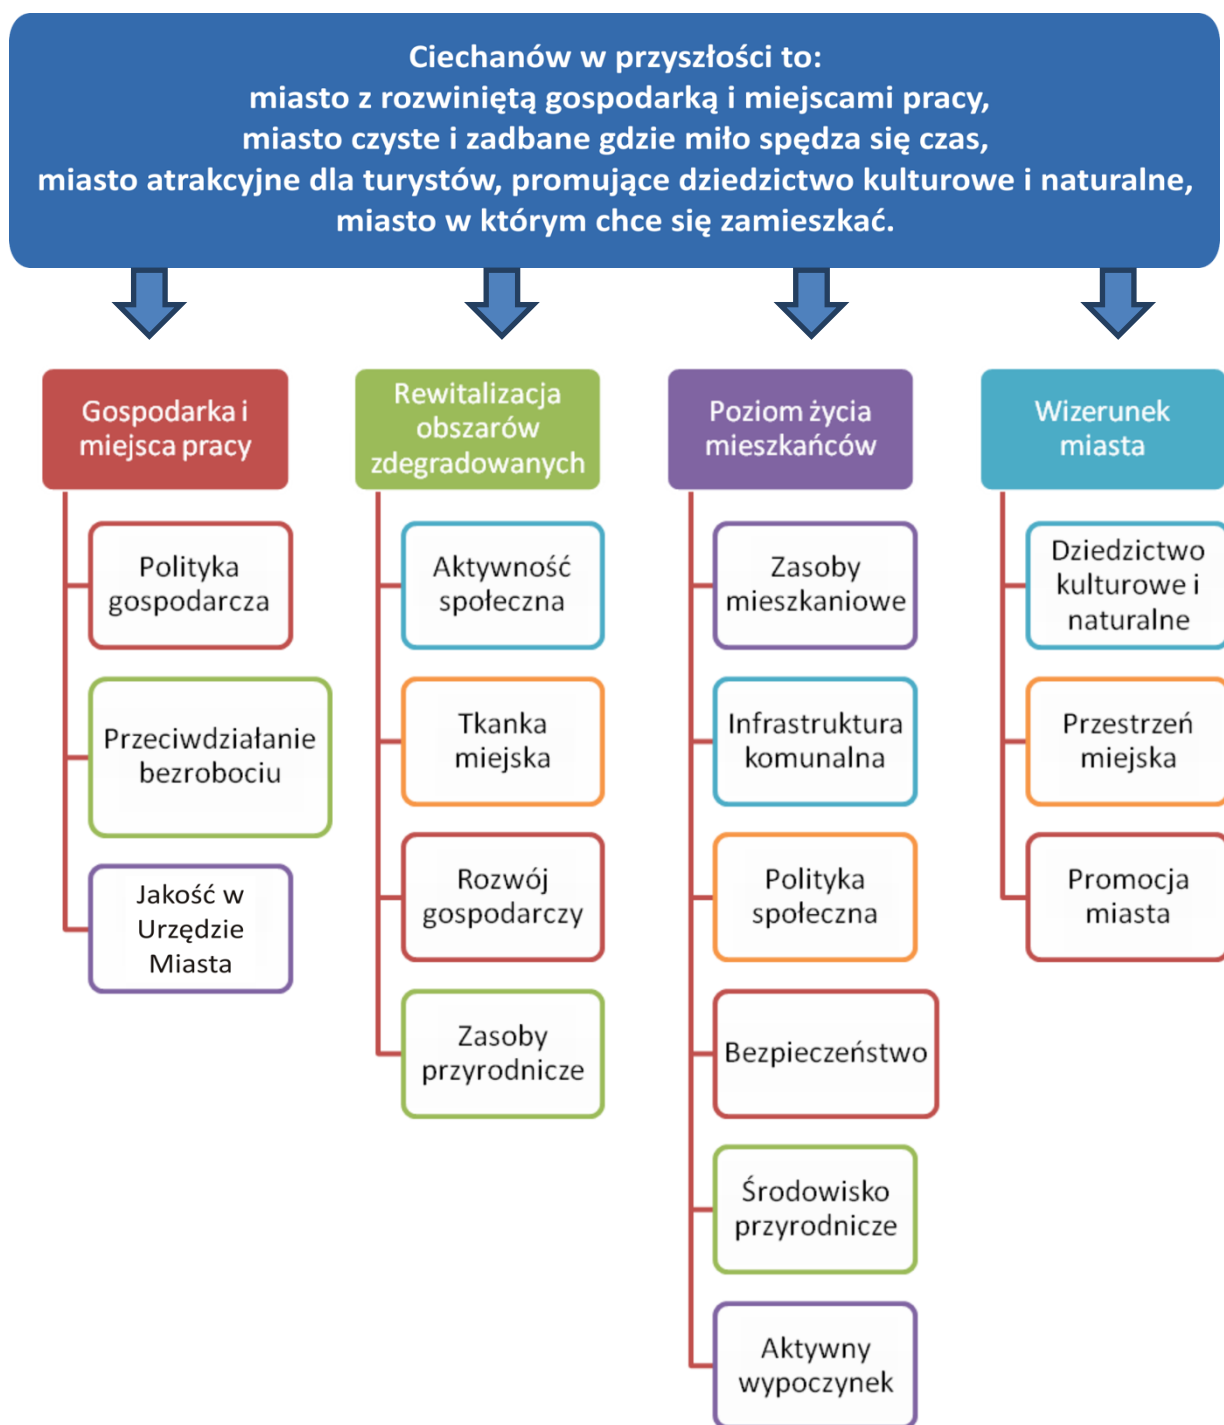 Ciechanów w przyszłości to:
miasto z rozwiniętą gospodarką i miejscami pracy,
miasto czyste i zadbane gdzie miło spędza się czas,
miasto atrakcyjne dla turystów, promujące dziedzictwo kulturowe i naturalne,
miasto w którym chce się zamieszkać.
Gospodarka i
miejsca pracy
Polityka
gospodarcza
Przeciwdziałanie
bezrobociu
Jakość w
Urzędzie
Miasta
Rewitalizacja
obszarów
zdegradowanych
Aktywność
społeczna
Tkanka
miejska
Rozwój
gospodarczy
Zasoby
przyrodnicze
Poziom życia
mieszkańców
Zasoby
mieszkaniowe
Infrastruktura
komunalna
Polityka
społeczna
Bezpieczeństwo
Środowisko
przyrodnicze
Aktywny
wypoczynek
Wizerunek
miasta
Dziedzictwo
kulturowe i
naturalne
Przestrzeń
miejska
Promocja
miasta